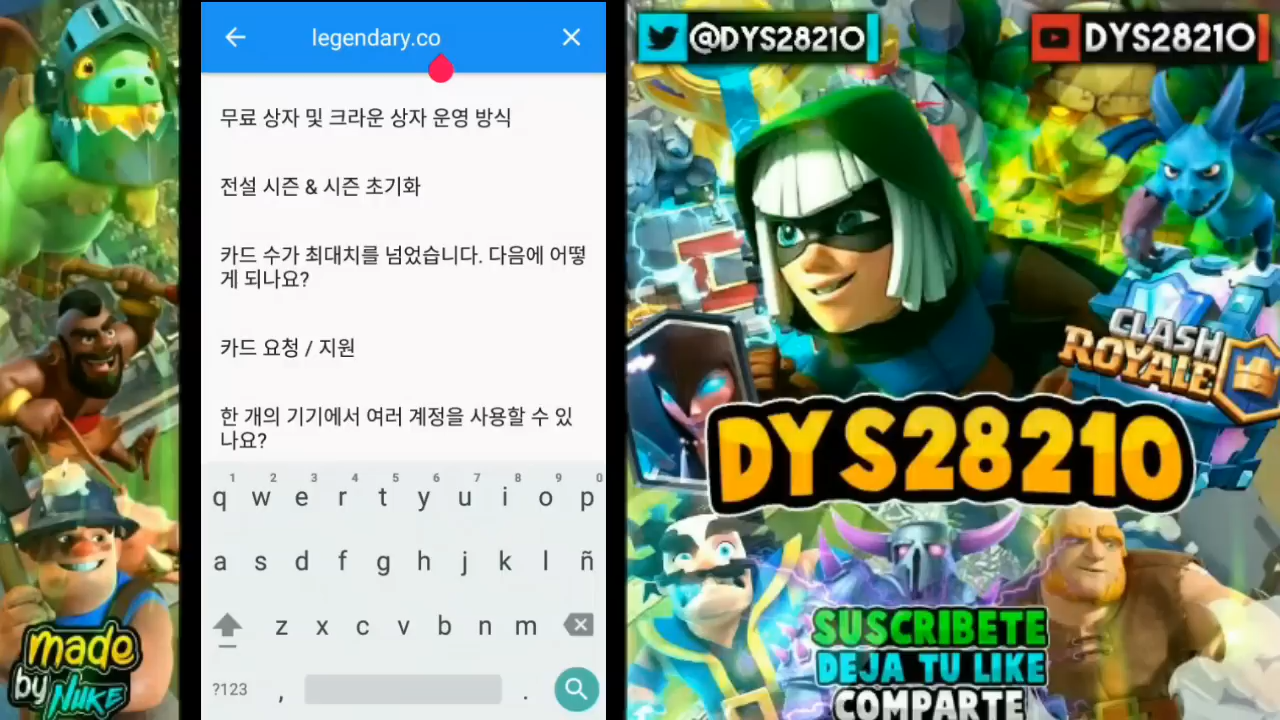 legendary.co
무료 상자 및 크라운 상자 운영 방식
전설 시즌 & 시즌 초기화
카드 수가 최대치를 넘었습니다. 다음에 어떻
게 되나요?
카드 요청 / 지원
한 개의 기기에서 여러 계정을 사용할 수 있
나요?
1 2 3 4 5 6 7 8 9 0
q w e r t y u i o p
a s d f g h j k l ñ
z x c v b n m
?123 , .
made
by NUKE
@DYS28210
DYS28210
CLASH
ROYALE
DYS28210
SUSCRIBETE
DEJA TU LIKE
COMPARTE